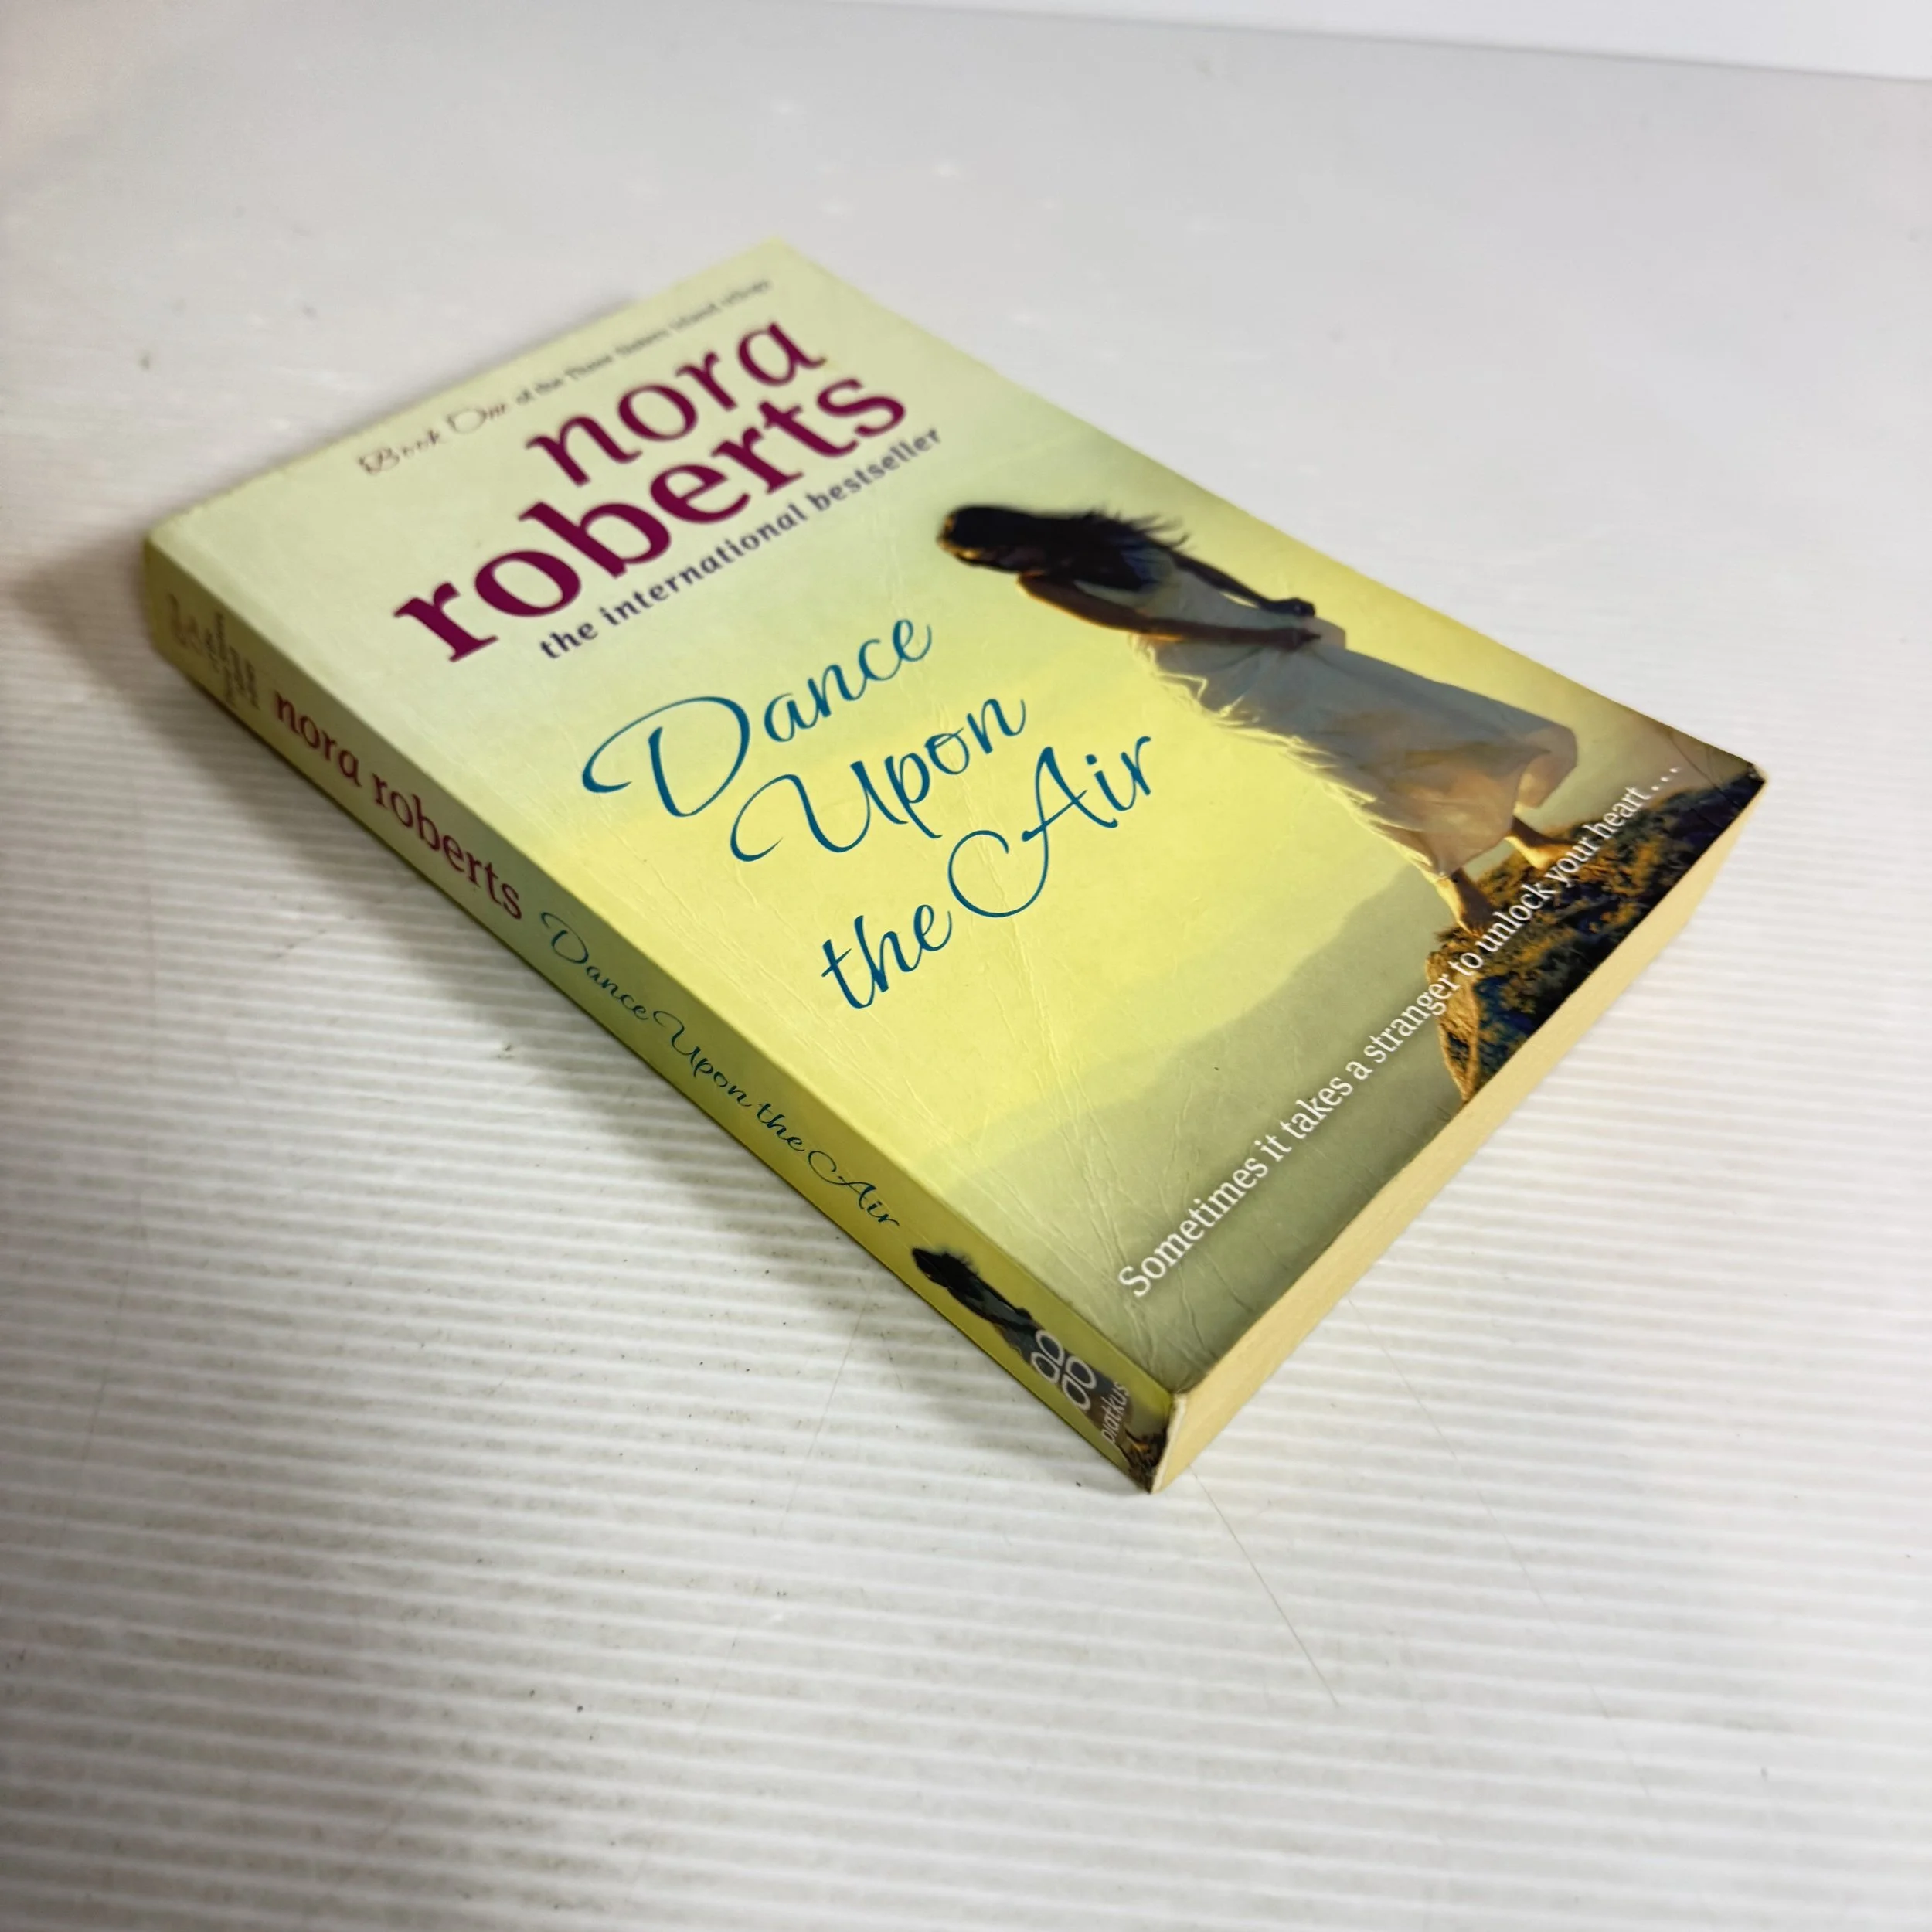 Book One of the Three Sisters Island trilogy
nora
roberts
the international bestseller
Dance
Upon
the Air
Sometimes it takes a stranger to unlock your heart...
nora roberts Dance Upon the Air
piatkus